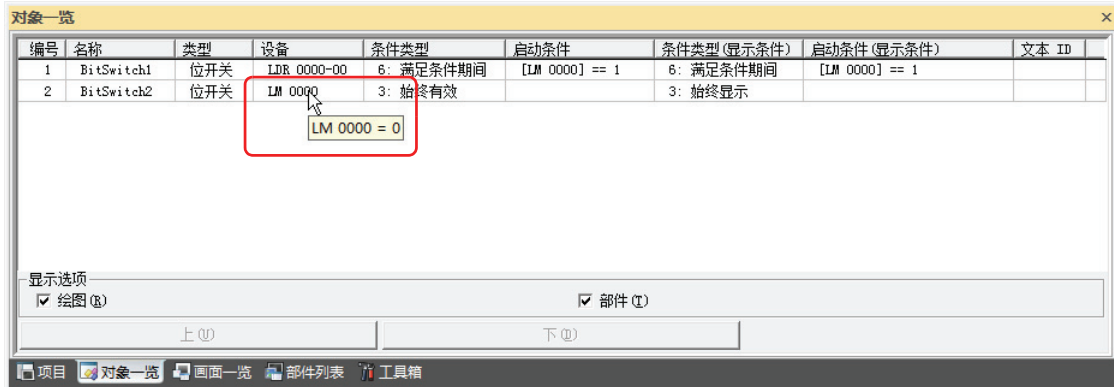 对象一览
编号 名称 类型 设备 条件类型 启动条件 条件类型(显示条件) 启动条件(显示条件) 文本 ID
1 BitSwitch1 位开关 LDR 0000-00 6: 满足条件期间 [LM 0000] == 1 6: 满足条件期间 [LM 0000] == 1
2 BitSwitch2 位开关 LM 0000 3: 始终有效 3: 始终显示
LM 0000 = 0
显示选项
绘图(R) 部件(T)
上(U) 下(D)
项目 对象一览 画面一览 部件列表 工具箱